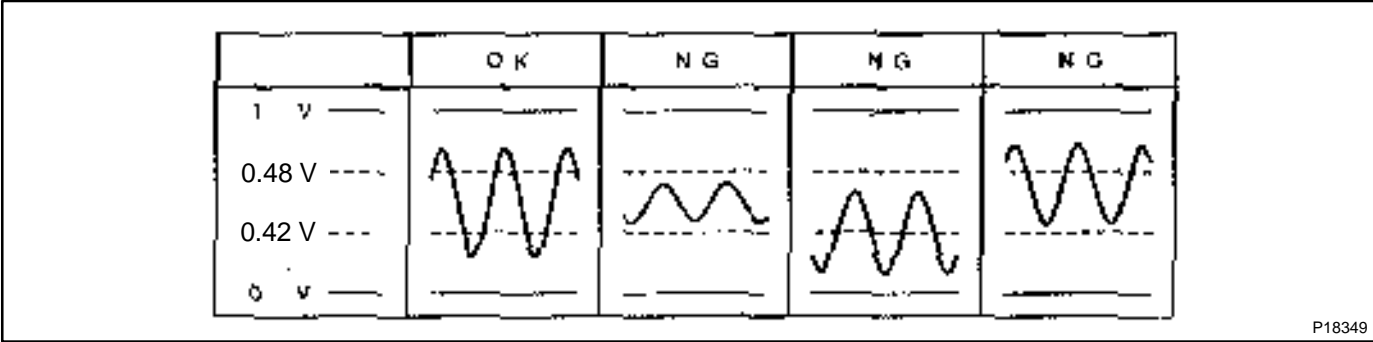 OK NG NG NG
1 V
0.48 V
0.42 V
0 V
P18349